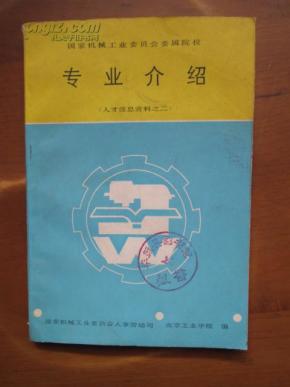 国家机械工业委员会委属院校
专业介绍
（人才信息资料之二）
国家机械工业委员会人事劳动司 北京工业学院 编